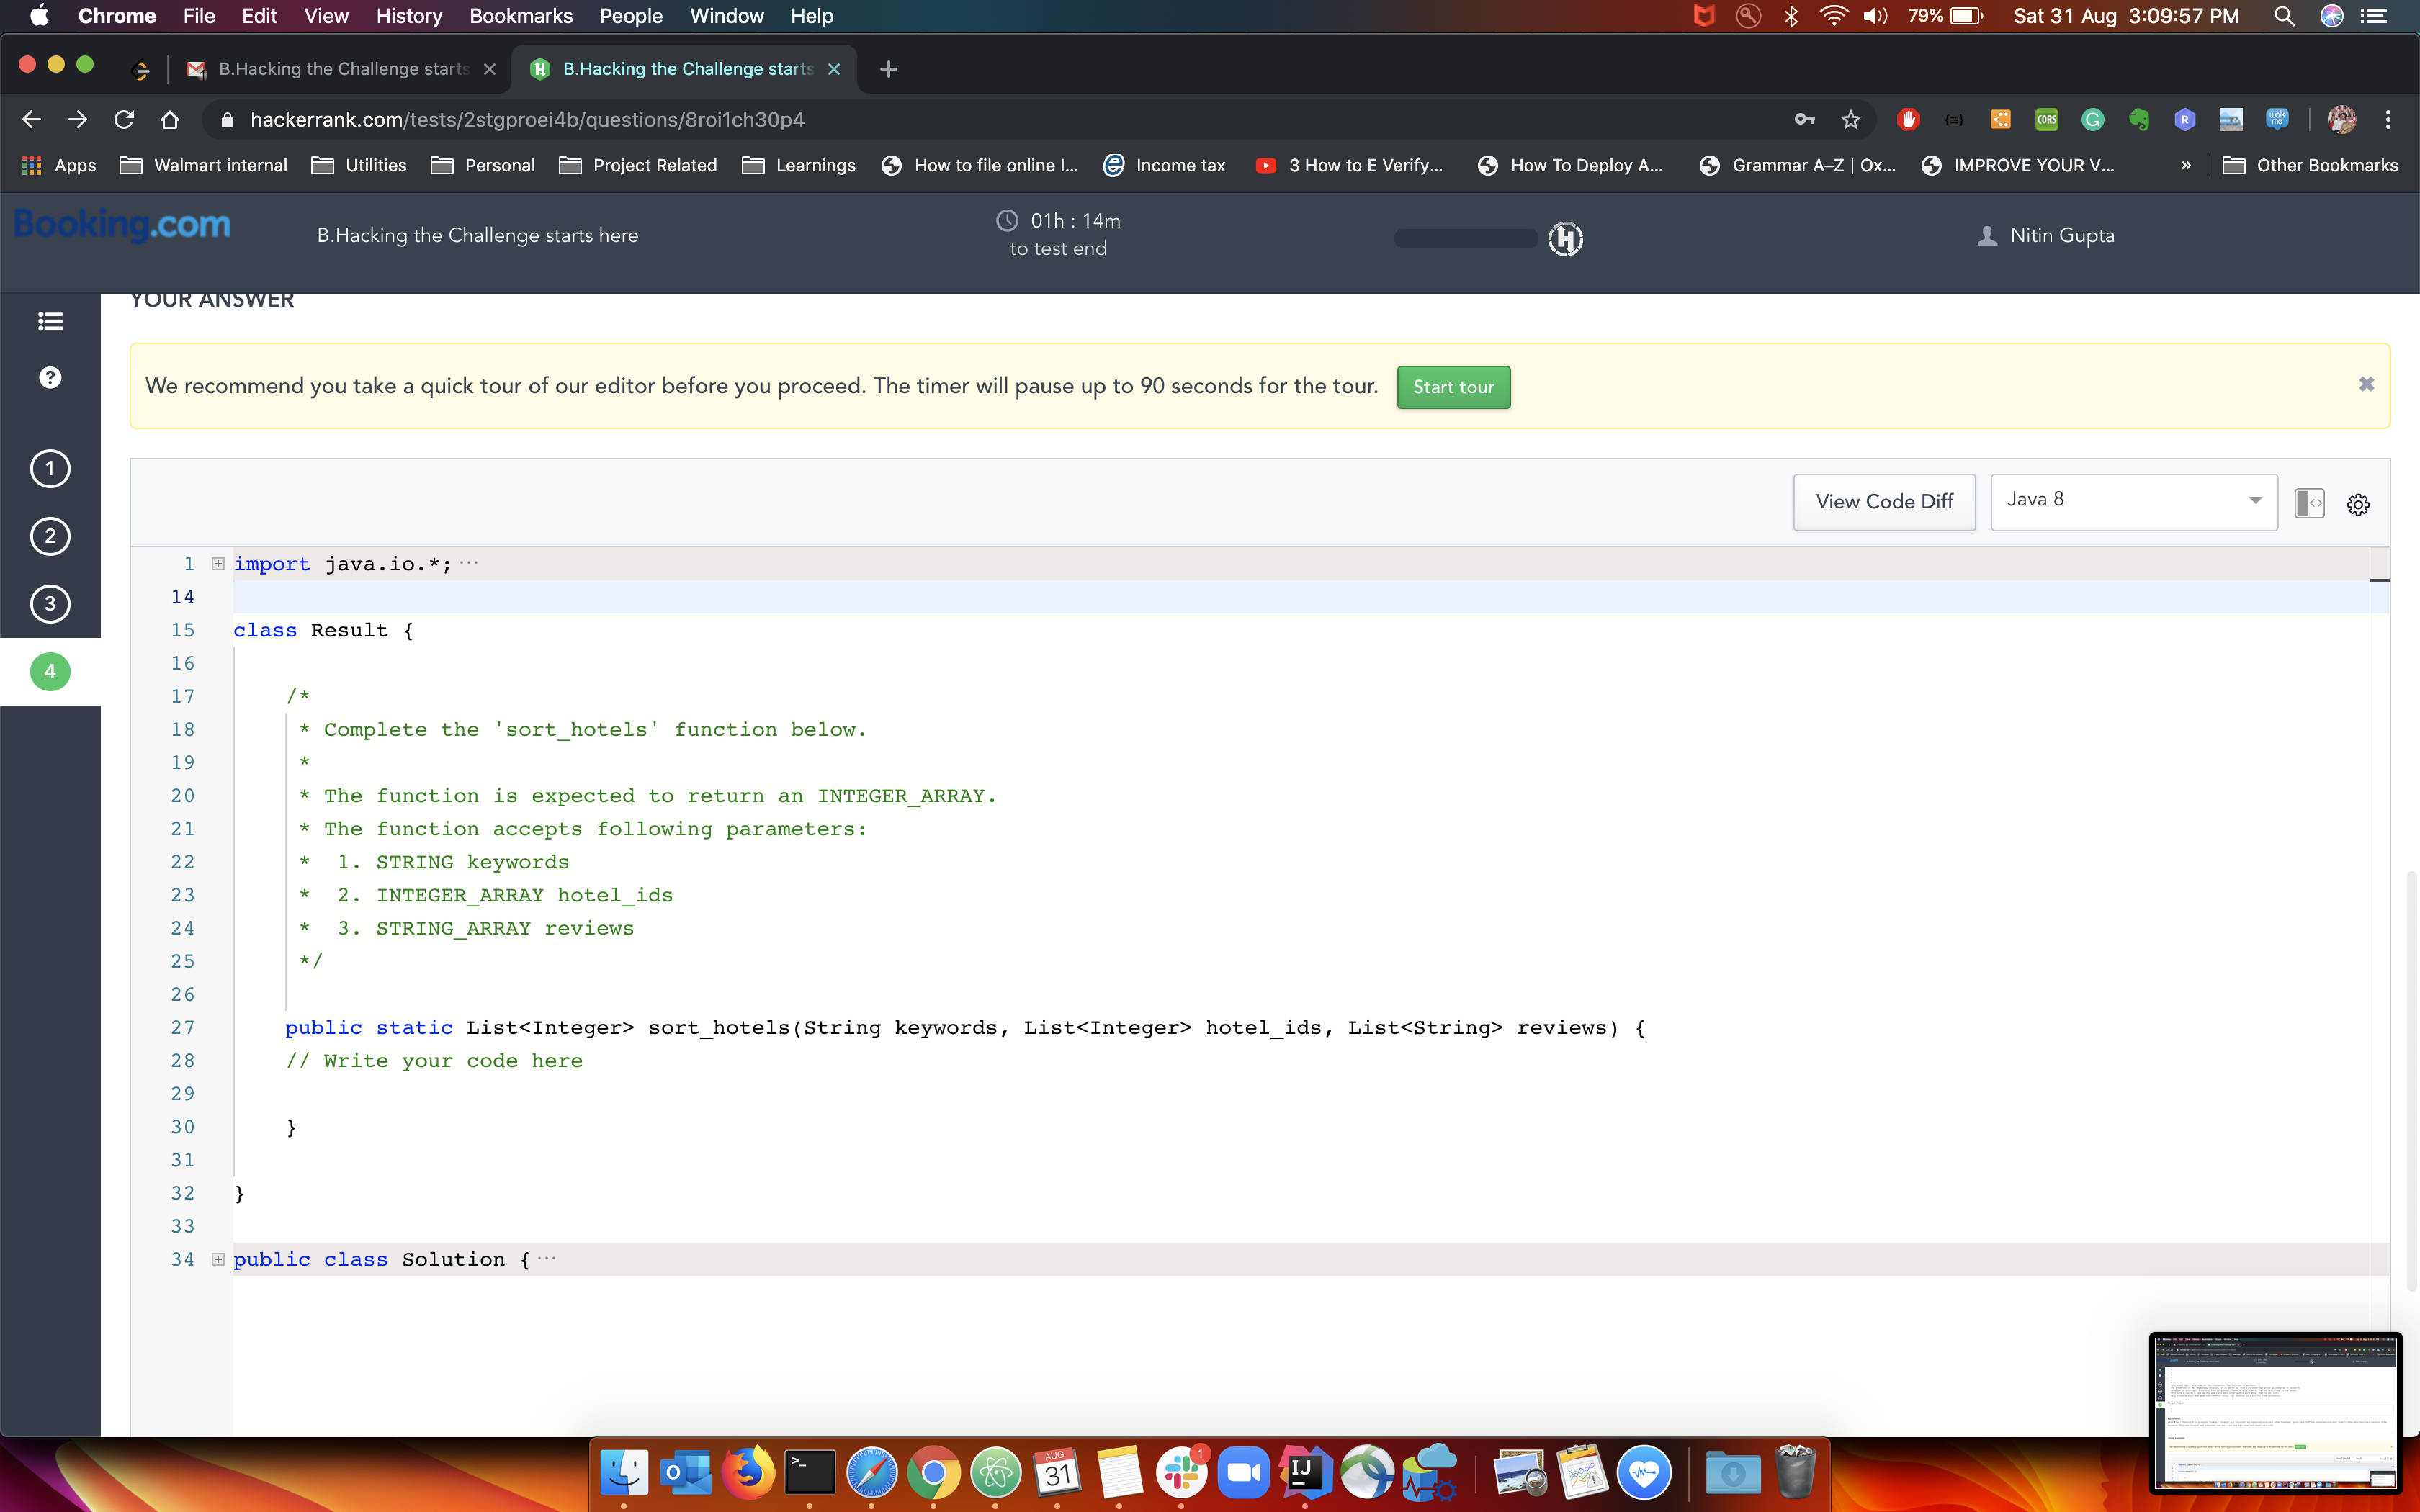 Chrome File Edit View History Bookmarks People Window Help 79% Sat 31 Aug 3:09:57 PM
B.Hacking the Challenge starts B.Hacking the Challenge starts
hackerrank.com/tests/2stgproei4b/questions/8roi1ch30p4
Apps Walmart internal Utilities Personal Project Related Learnings How to file online I... Income tax 3 How to E Verify... How To Deploy A... Grammar A–Z | Ox... IMPROVE YOUR V... » Other Bookmarks
Booking.com B.Hacking the Challenge starts here 01h : 14m Nitin Gupta
to test end
YOUR ANSWER
We recommend you take a quick tour of our editor before you proceed. The timer will pause up to 90 seconds for the tour. Start tour
1
2
3
4
View Code Diff Java 8
1 import java.io.*; ···
14
15 class Result {
16
17 /*
18 * Complete the 'sort_hotels' function below.
19 *
20 * The function is expected to return an INTEGER_ARRAY.
21 * The function accepts following parameters:
22 * 1. STRING keywords
23 * 2. INTEGER_ARRAY hotel_ids
24 * 3. STRING_ARRAY reviews
25 */
26
27 public static List<Integer> sort_hotels(String keywords, List<Integer> hotel_ids, List<String> reviews) {
28 // Write your code here
29
30 }
31
32 }
33
34 public class Solution { ···
AUG
31
1
IJ